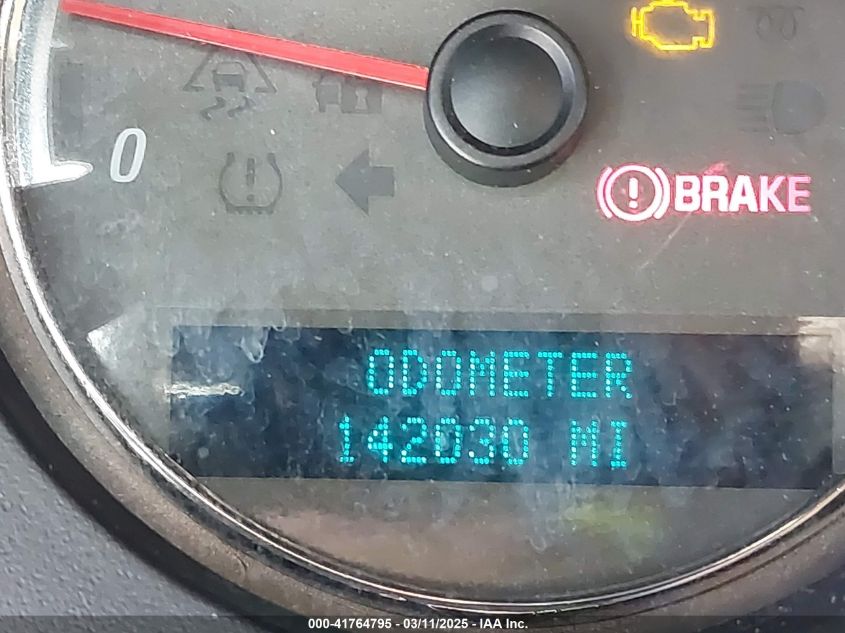 0
BRAKE
ODOMETER
142030 MI
000-41764795 - 03/11/2025 - IAA Inc.